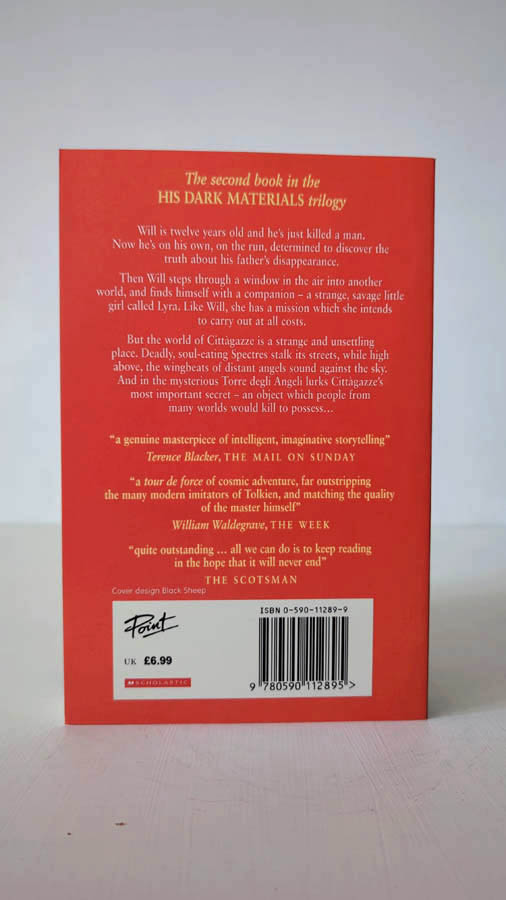 The second book in the
HIS DARK MATERIALS trilogy
Will is twelve years old and he's just killed a man.
Now he's on his own, on the run, determined to discover the
truth about his father's disappearance.
Then Will steps through a window in the air into another
world, and finds himself with a companion – a strange, savage little
girl called Lyra. Like Will, she has a mission which she intends
to carry out at all costs.
But the world of Cittàgazze is a strange and unsettling
place. Deadly, soul-eating Spectres stalk its streets, while high
above, the wingbeats of distant angels sound against the sky.
And in the mysterious Torre degli Angeli lurks Cittàgazze's
most important secret – an object which people from
many worlds would kill to possess...
"a genuine masterpiece of intelligent, imaginative storytelling"
Terence Blacker, THE MAIL ON SUNDAY
"a tour de force of cosmic adventure, far outstripping
the many modern imitators of Tolkien, and matching the quality
of the master himself"
William Waldegrave, THE WEEK
"quite outstanding ... all we can do is to keep reading
in the hope that it will never end"
THE SCOTSMAN
Cover design Black Sheep
Point
UK £6.99
SCHOLASTIC
ISBN 0-590-11289-9
9 780590 112895 >